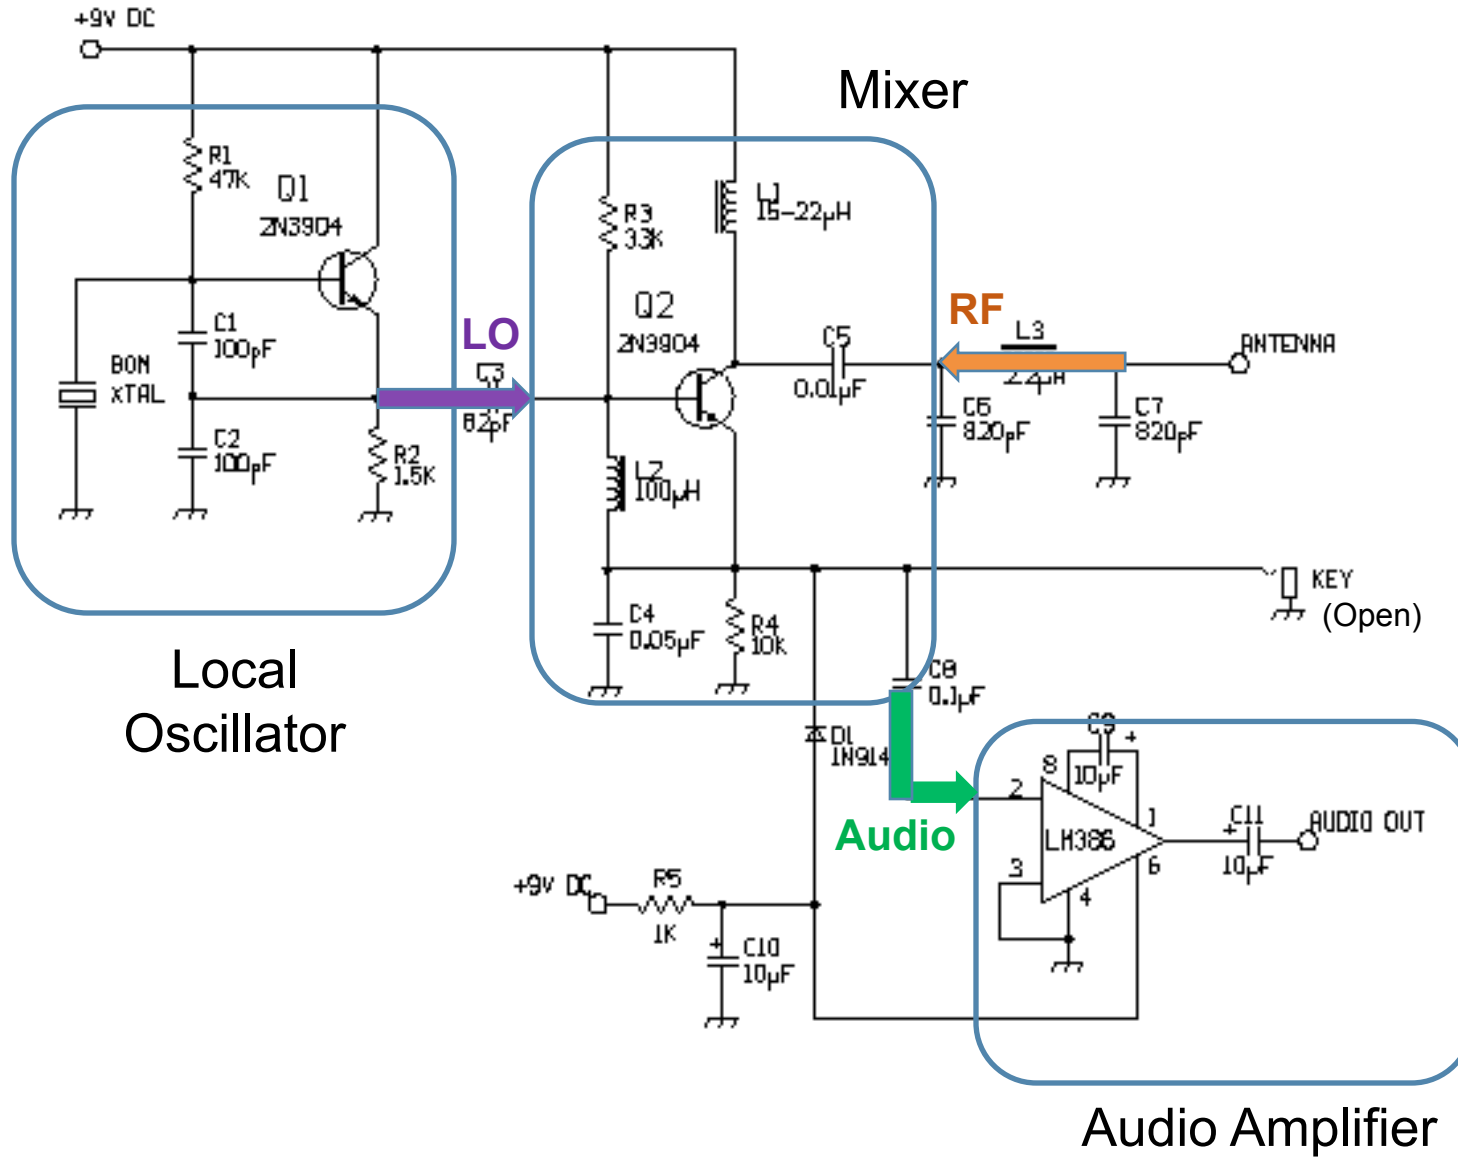 +9V DC
Mixer
R1
47K
Q1
2N3904
C1
100pF
80M
XTAL
C2
100pF
R2
1.5K
Local
Oscillator
LO
C3
82pF
R3
33K
L1
15-22µH
Q2
2N3904
C5
0.01µF
L2
100µH
C4
0.05µF
R4
10K
RF
L3
2.2µH
ANTENNA
C6
820pF
C7
820pF
KEY
(Open)
C8
0.1µF
D1
1N914
Audio
C9
+
10µF
8
2
1
LM386
3
6
4
C11
+
10µF
AUDIO OUT
+9V DC
R5
1K
+
C10
10µF
Audio Amplifier